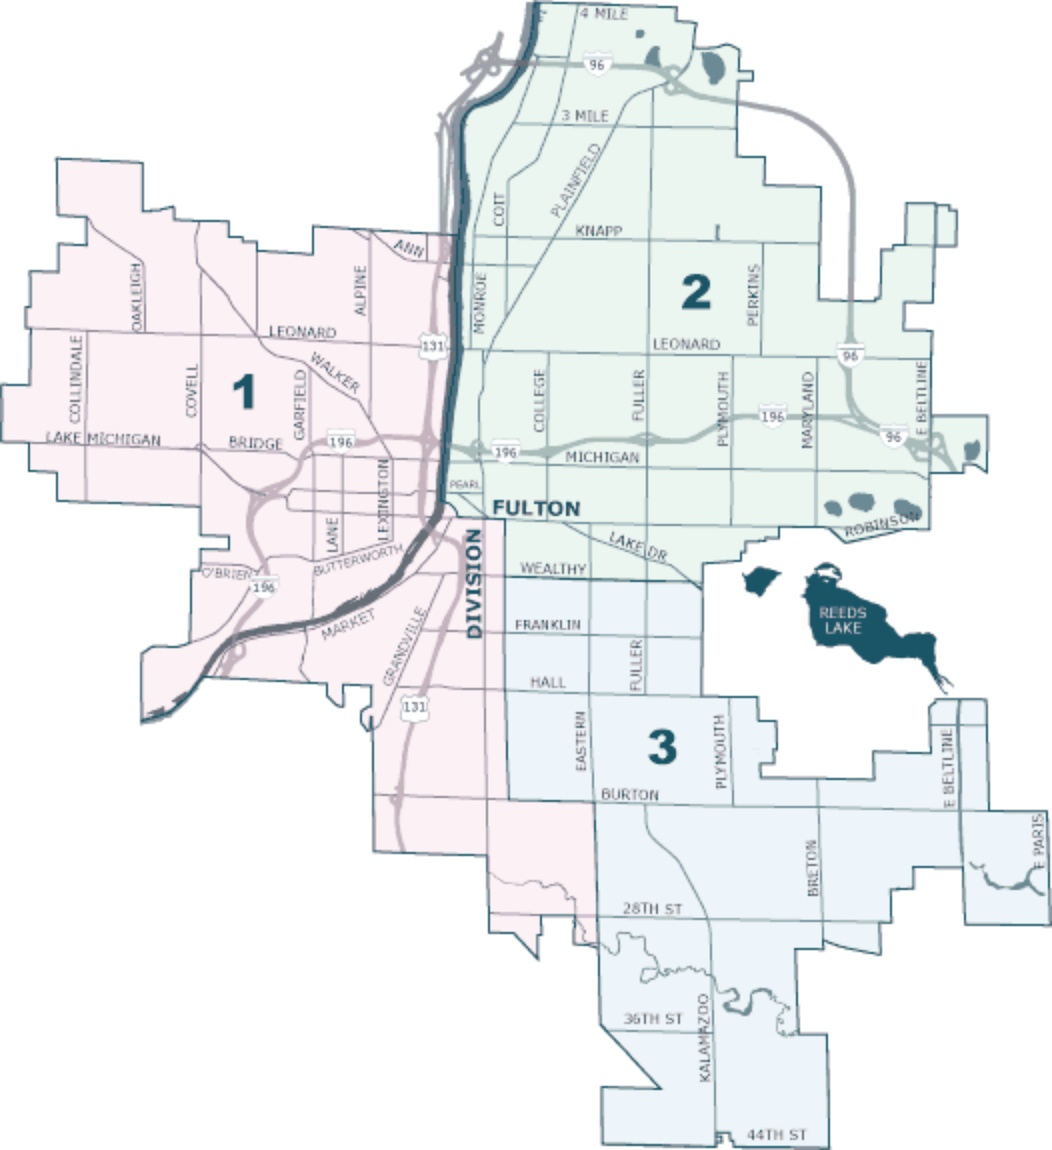 4 MILE
96
3 MILE
PLAINFIELD
COIT
KNAPP
ANN
OAKLEIGH
ALPINE
MONROE
2
PERKINS
LEONARD
131
LEONARD
96
COLLINDALE
COVELL
1
GARFIELD
WALKER
COLLEGE
FULLER
PLYMOUTH
MARYLAND
E BELTLINE
LAKE MICHIGAN
BRIDGE
196
196
196
96
MICHIGAN
PEARL
LEXINGTON
LANE
FULTON
ROBINSON
DIVISION
LAKE DR
BUTTERWORTH
O'BRIEN
196
WEALTHY
MARKET
GRANDVILLE
FRANKLIN
FULLER
REEDS
LAKE
HALL
131
EASTERN
3
PLYMOUTH
E BELTLINE
BURTON
BRETON
E PARIS
28TH ST
36TH ST
KALAMAZOO
44TH ST